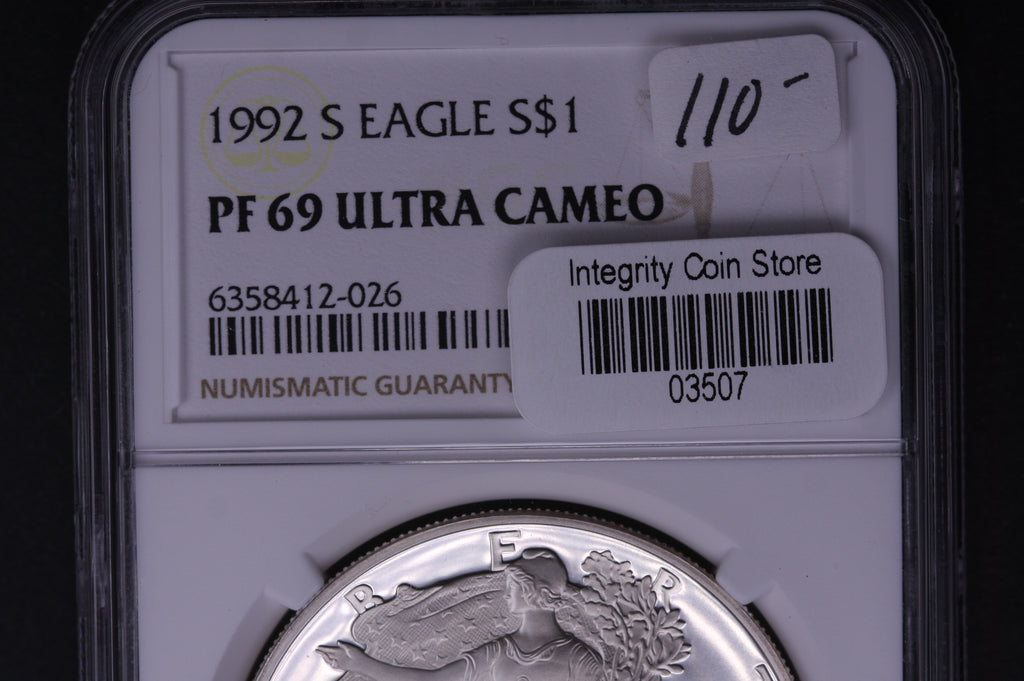 1992 S EAGLE S$1
110-
PF 69 ULTRA CAMEO
Integrity Coin Store
6358412-026
03507
NUMISMATIC GUARANTY
B E R